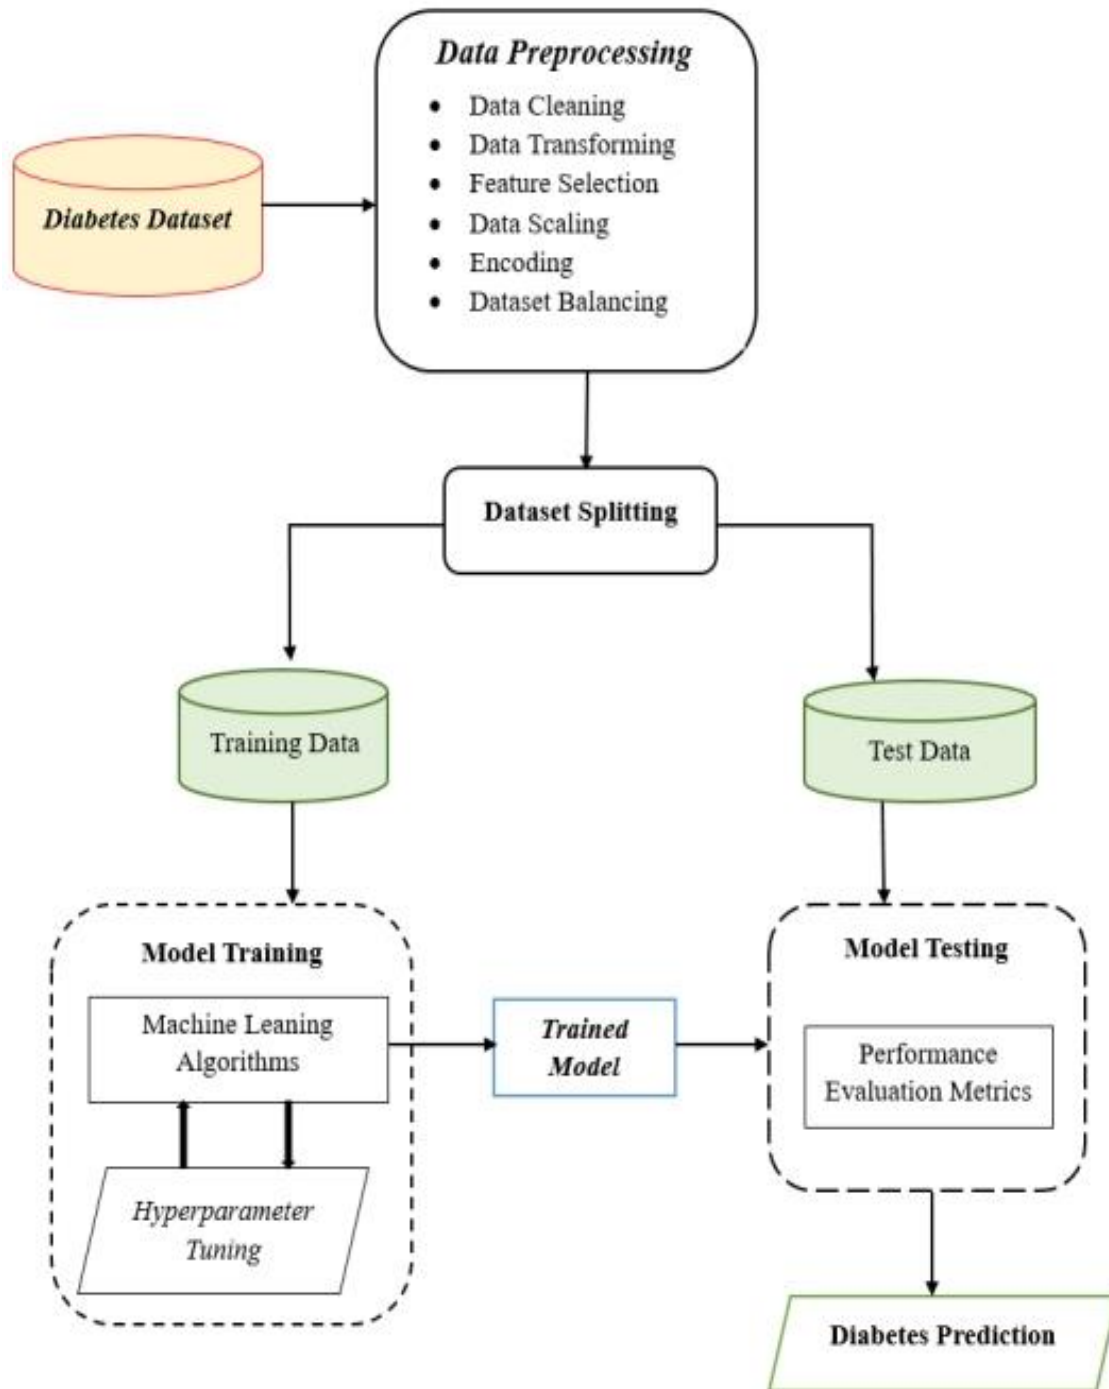 Data Preprocessing
• Data Cleaning
• Data Transforming
• Feature Selection
• Data Scaling
• Encoding
• Dataset Balancing
Diabetes Dataset
Dataset Splitting
Training Data
Test Data
Model Training
Machine Leaning
Algorithms
Hyperparameter
Tuning
Trained
Model
Model Testing
Performance
Evaluation Metrics
Diabetes Prediction